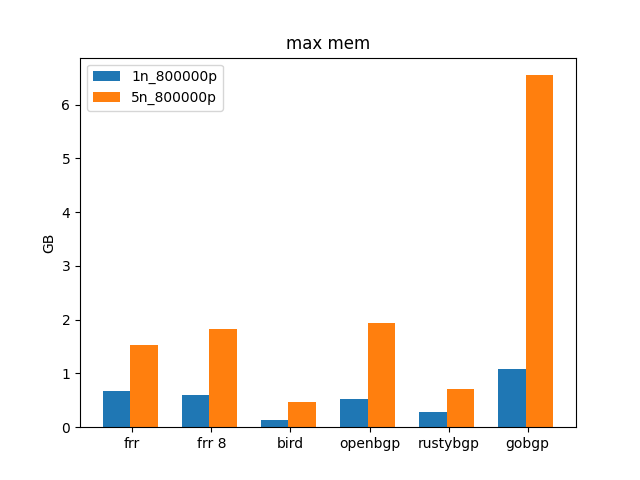 max mem
1n_800000p
5n_800000p
GB
6
5
4
3
2
1
0
frr
frr 8
bird
openbgp
rustybgp
gobgp